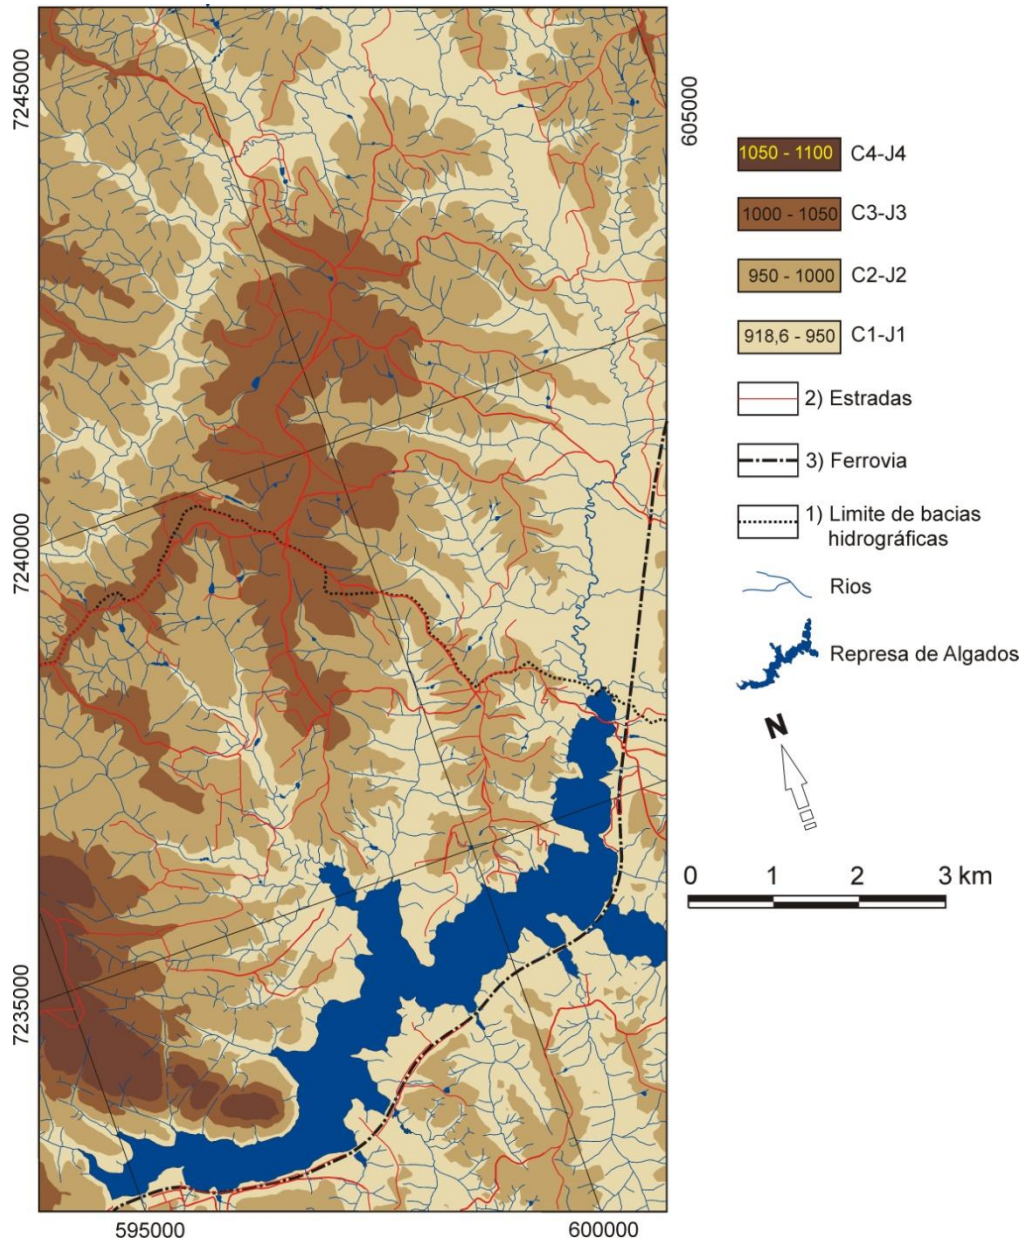 7245000
7240000
7235000
595000
600000
605000
1050 - 1100 C4-J4
1000 - 1050 C3-J3
950 - 1000 C2-J2
918,6 - 950 C1-J1
2) Estradas
3) Ferrovia
1) Limite de bacias
hidrográficas
Rios
Represa de Algados
N
0 1 2 3 km